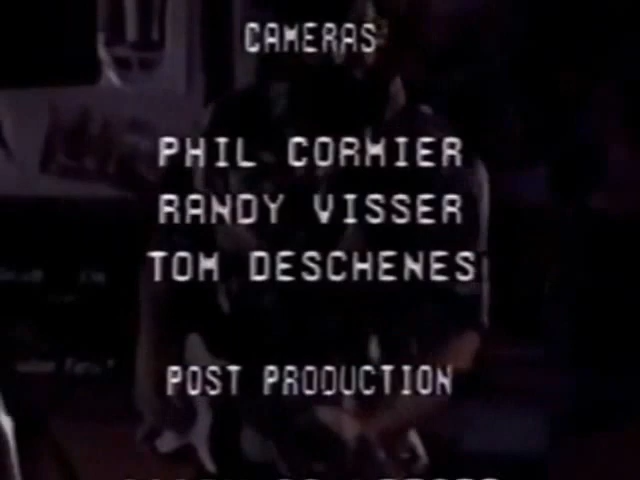 CAMERAS
PHIL CORMIER
RANDY VISSER
TOM DESCHENES
POST PRODUCTION